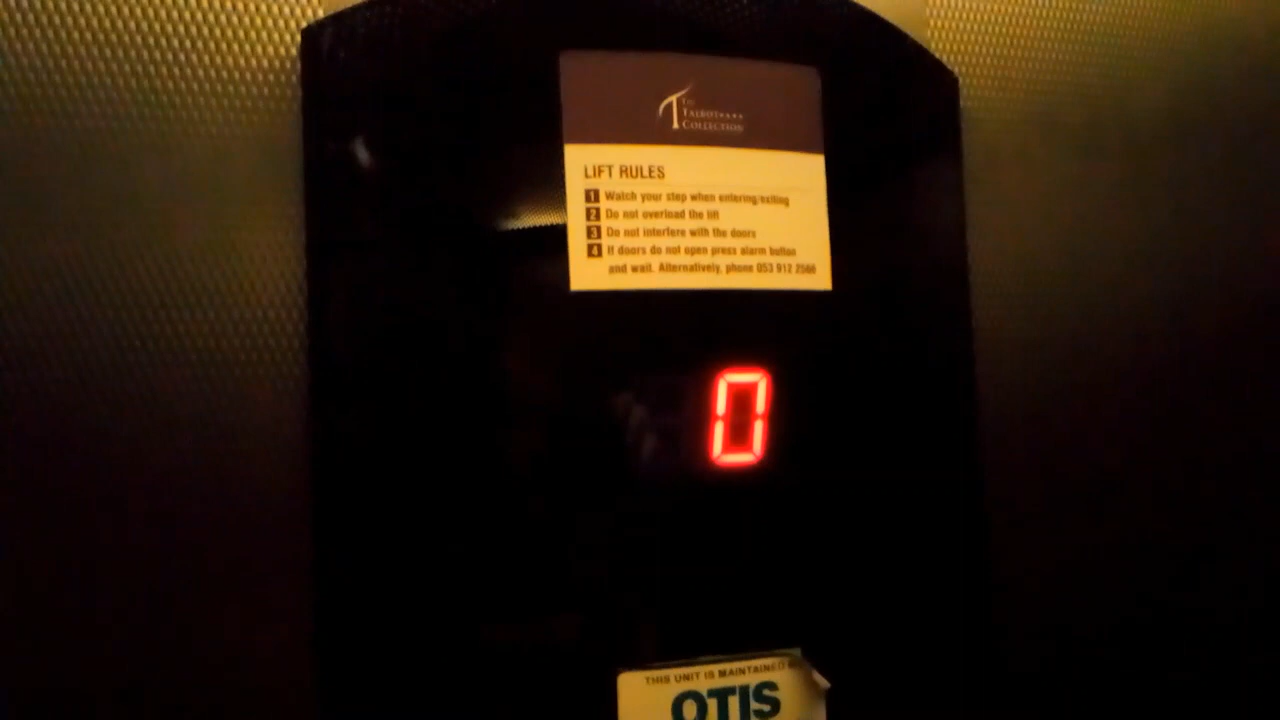 THE
TALBOT****
COLLECTION
LIFT RULES
1 Watch your step when entering/exiting
2 Do not overload the lift
3 Do not interfere with the doors
4 If doors do not open press alarm button
and wait. Alternatively, phone 053 912 2566
0
THIS UNIT IS MAINTAINED
OTIS